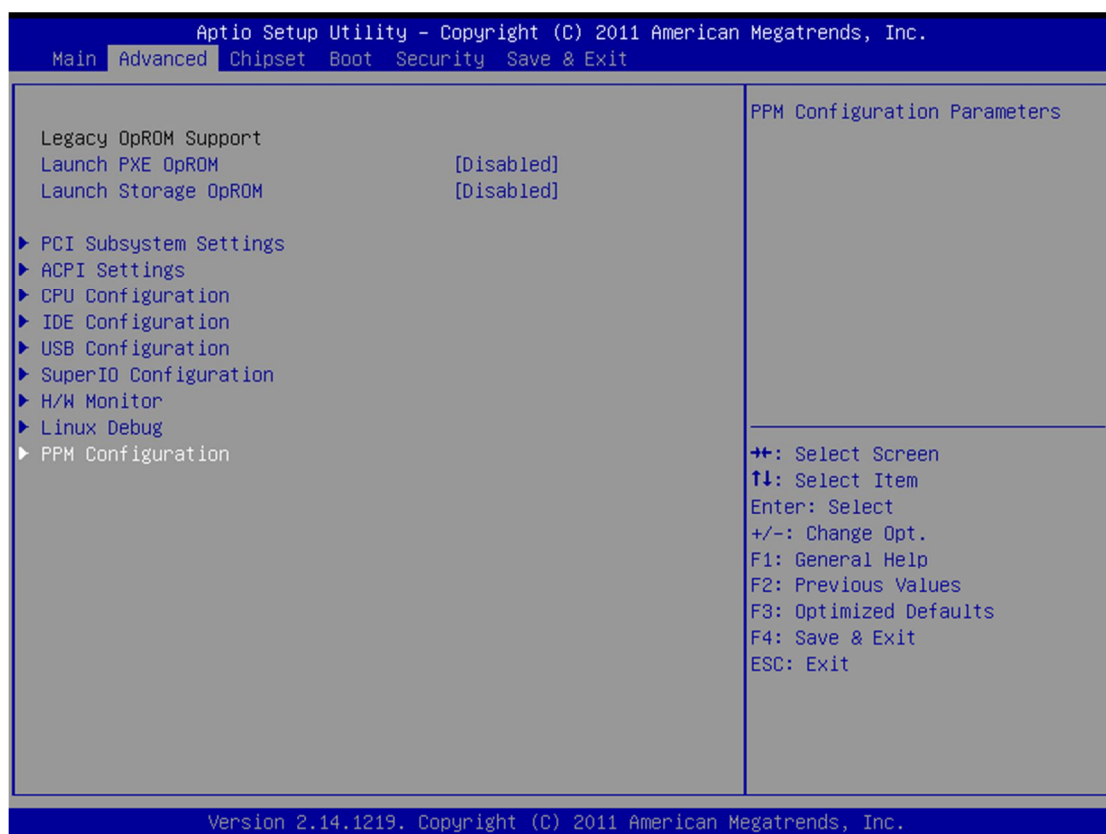 Aptio Setup Utility – Copyright (C) 2011 American Megatrends, Inc.
Main Advanced Chipset Boot Security Save & Exit
Legacy OpROM Support
Launch PXE OpROM [Disabled]
Launch Storage OpROM [Disabled]
▶ PCI Subsystem Settings
▶ ACPI Settings
▶ CPU Configuration
▶ IDE Configuration
▶ USB Configuration
▶ SuperIO Configuration
▶ H/W Monitor
▶ Linux Debug
▶ PPM Configuration
PPM Configuration Parameters
→←: Select Screen
↑↓: Select Item
Enter: Select
+/-: Change Opt.
F1: General Help
F2: Previous Values
F3: Optimized Defaults
F4: Save & Exit
ESC: Exit
Version 2.14.1219. Copyright (C) 2011 American Megatrends, Inc.